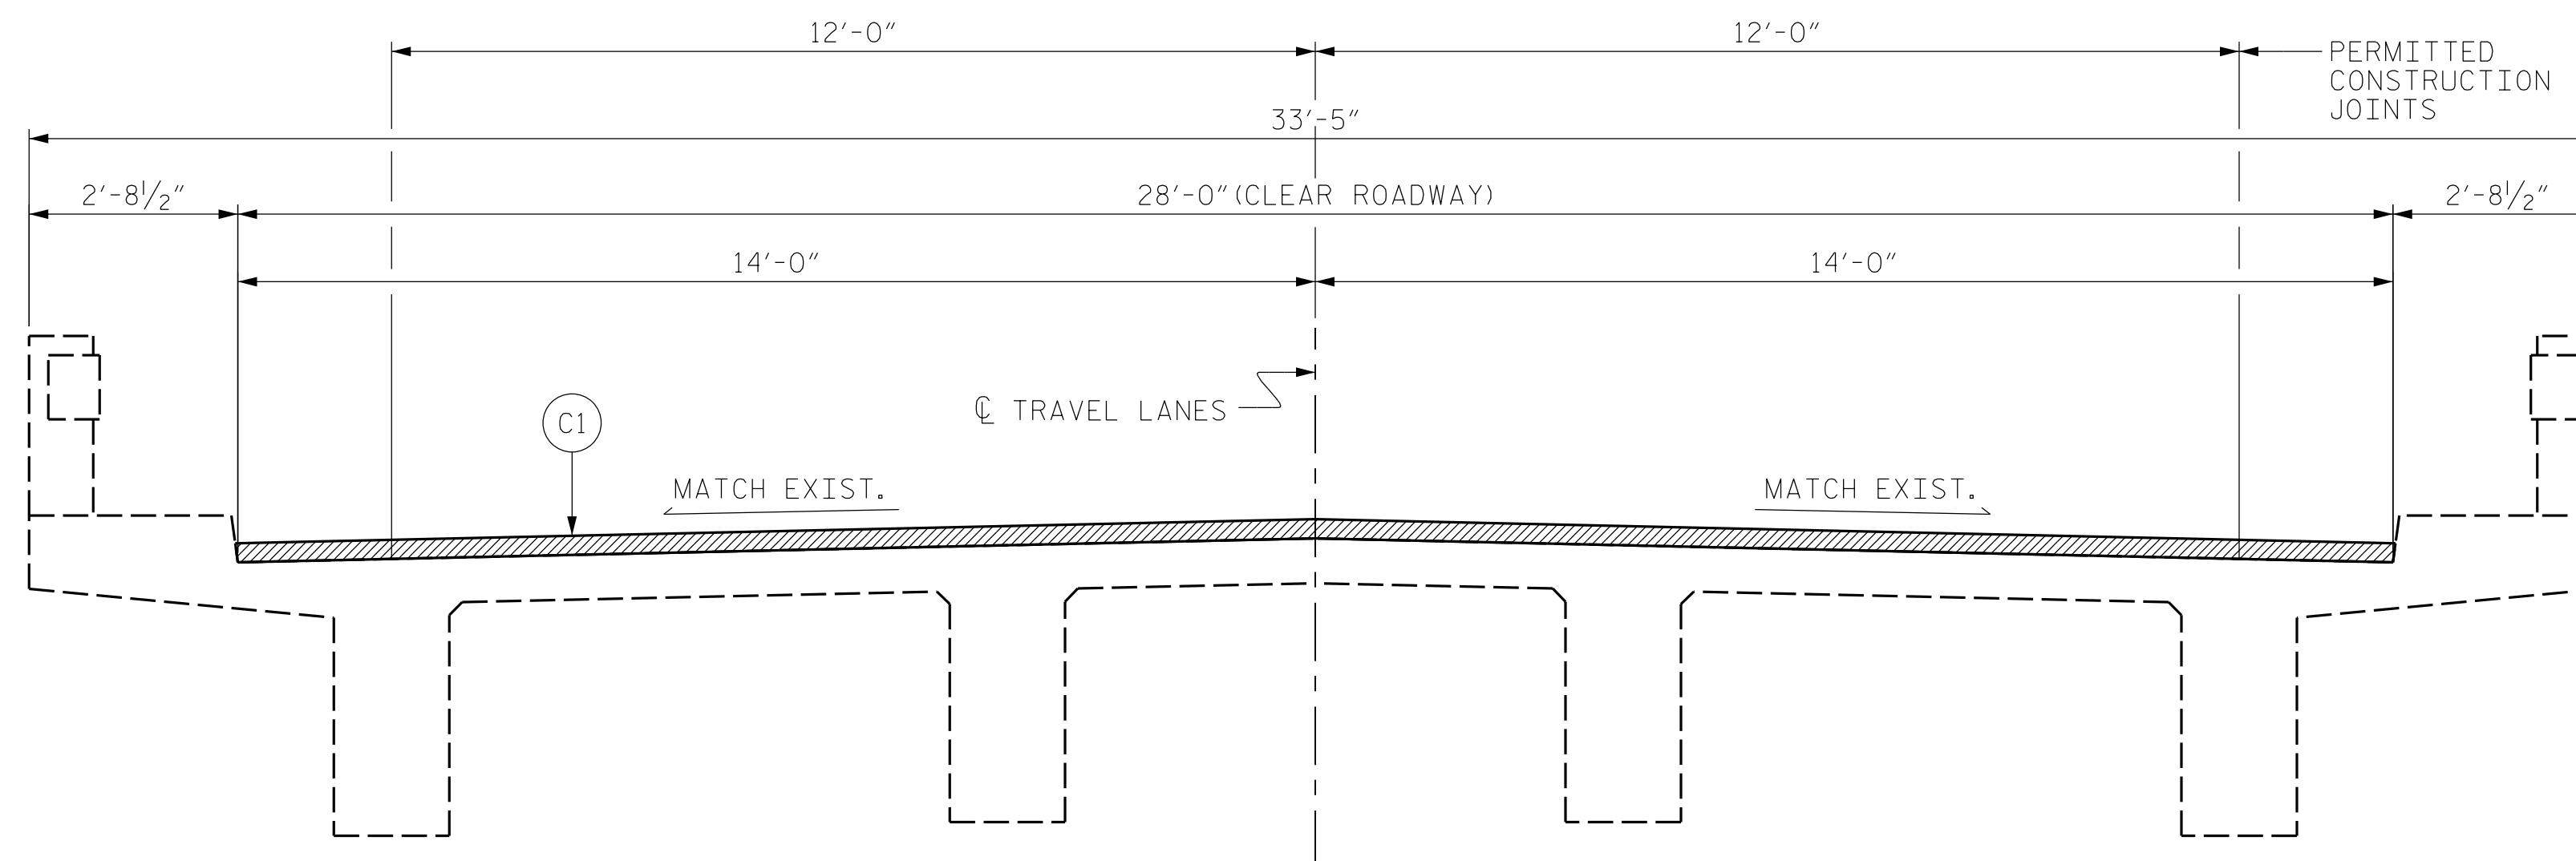 12'-0" 12'-0"
PERMITTED
CONSTRUCTION
JOINTS
33'-5"
2'-8½" 28'-0"(CLEAR ROADWAY) 2'-8½"
14'-0" 14'-0"
℄ TRAVEL LANES
C1
MATCH EXIST. MATCH EXIST.